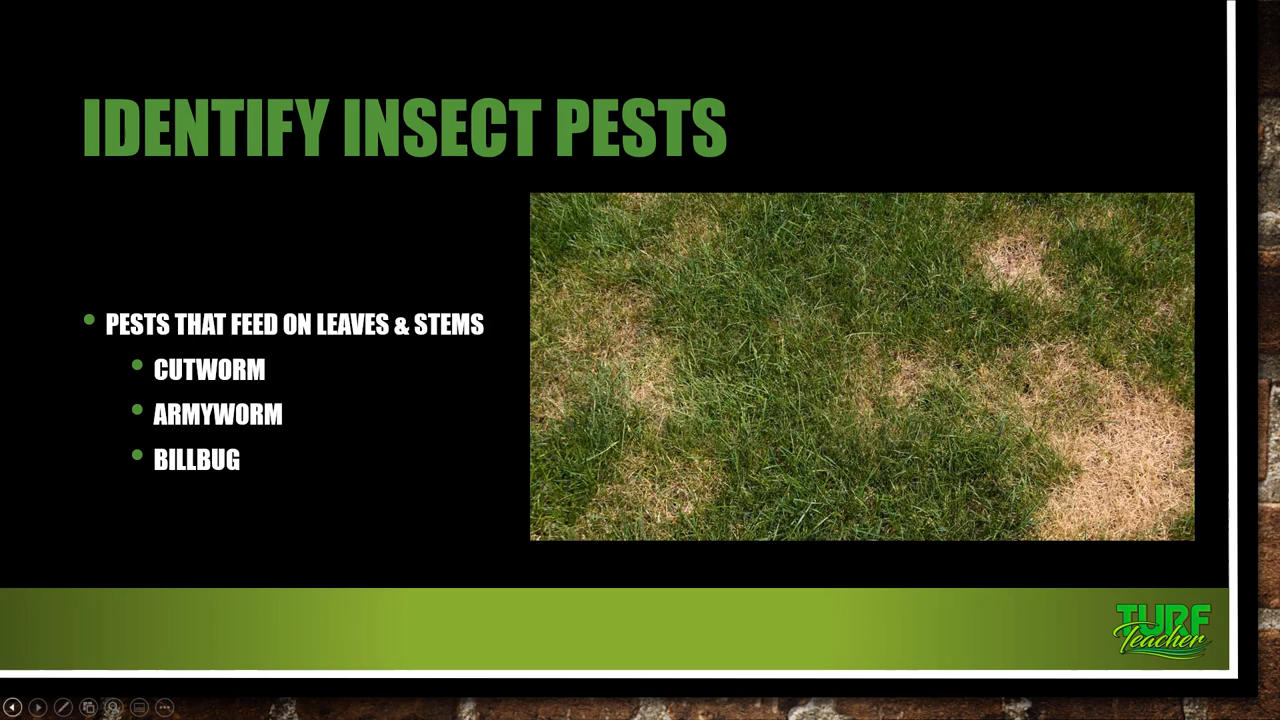 IDENTIFY INSECT PESTS
PESTS THAT FEED ON LEAVES & STEMS
CUTWORM
ARMYWORM
BILLBUG
TURF
Teacher